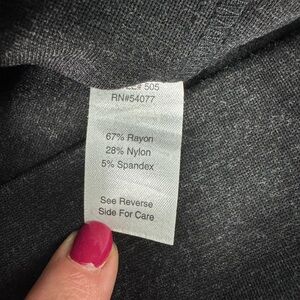 505
RN#54077
67% Rayon
28% Nylon
5% Spandex
See Reverse
Side For Care